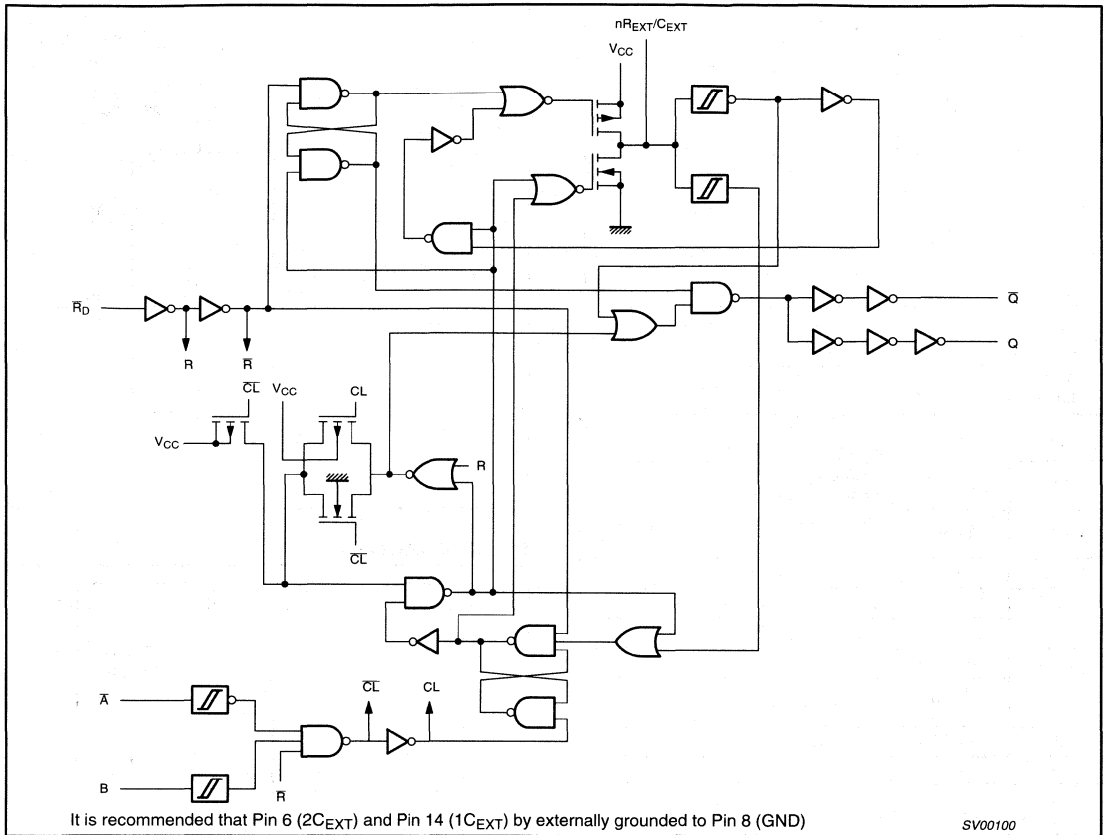 nR_EXT/C_EXT
V_CC
R̅_D
R
R̅
Q̅
Q
C̅L̅
V_CC
CL
V_CC
R
C̅L̅
C̅L̅
CL
A̅
B
R̅
It is recommended that Pin 6 (2C_EXT) and Pin 14 (1C_EXT) by externally grounded to Pin 8 (GND)
SV00100